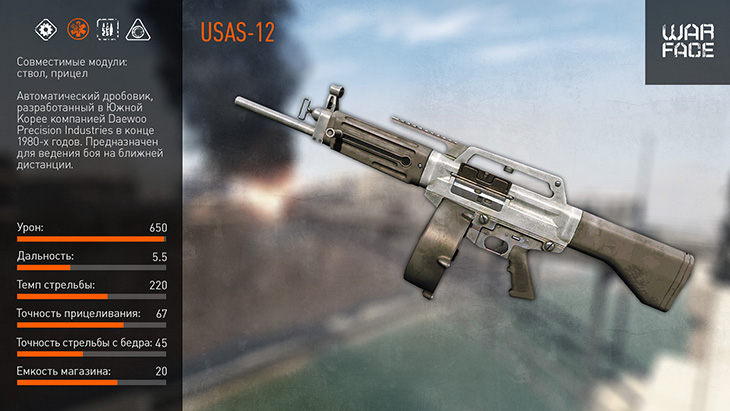 USAS-12
WAR
FACE
Совместимые модули:
ствол, прицел
Автоматический дробовик,
разработанный в Южной
Корее компанией Daewoo
Precision Industries в конце
1980-х годов. Предназначен
для ведения боя на ближней
дистанции.
Урон: 650
Дальность: 5.5
Темп стрельбы: 220
Точность прицеливания: 67
Точность стрельбы с бедра: 45
Емкость магазина: 20